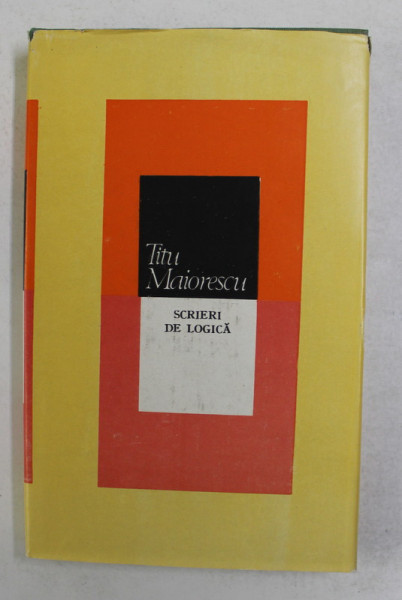 Titu
Maiorescu
SCRIERI
DE LOGICĂ